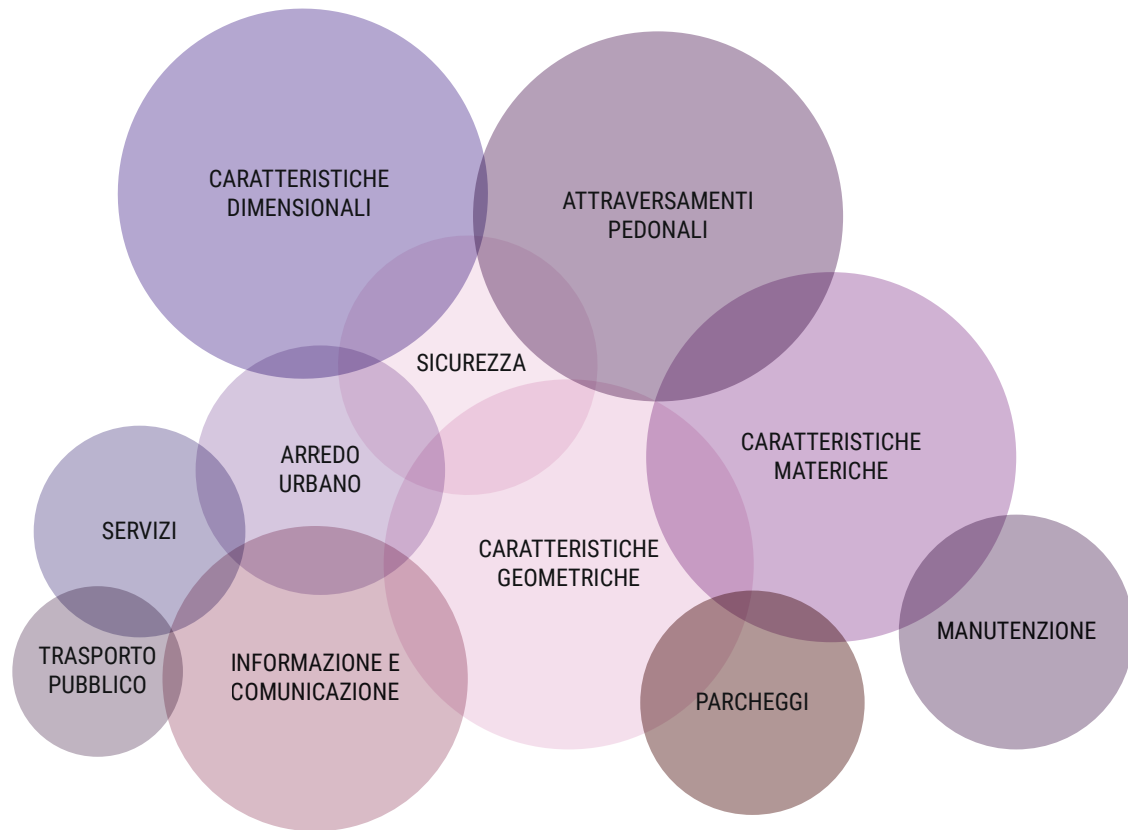 CARATTERISTICHE
DIMENSIONALI
ATTRAVERSAMENTI
PEDONALI
SICUREZZA
CARATTERISTICHE
MATERICHE
ARREDO
URBANO
SERVIZI
CARATTERISTICHE
GEOMETRICHE
MANUTENZIONE
TRASPORTO
PUBBLICO
INFORMAZIONE E
COMUNICAZIONE
PARCHEGGI